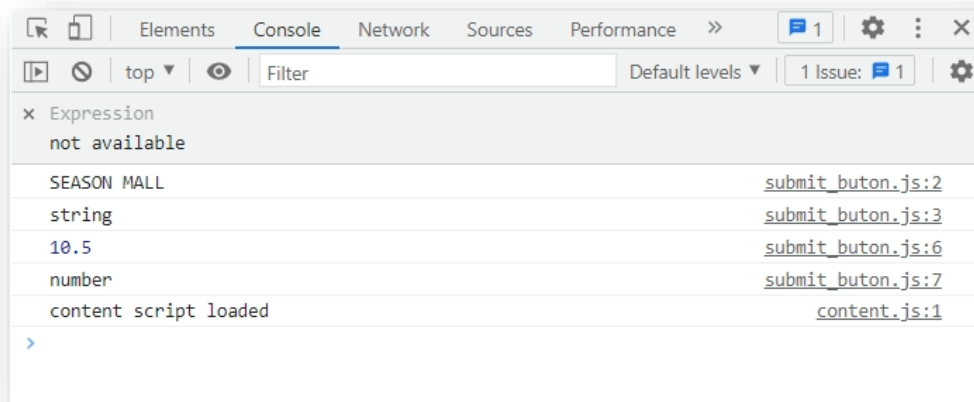 Elements Console Network Sources Performance » 1
top ▼ Filter Default levels ▼ 1 Issue: 1
× Expression
not available
SEASON MALL submit_buton.js:2
string submit_buton.js:3
10.5 submit_buton.js:6
number submit_buton.js:7
content script loaded content.js:1
>